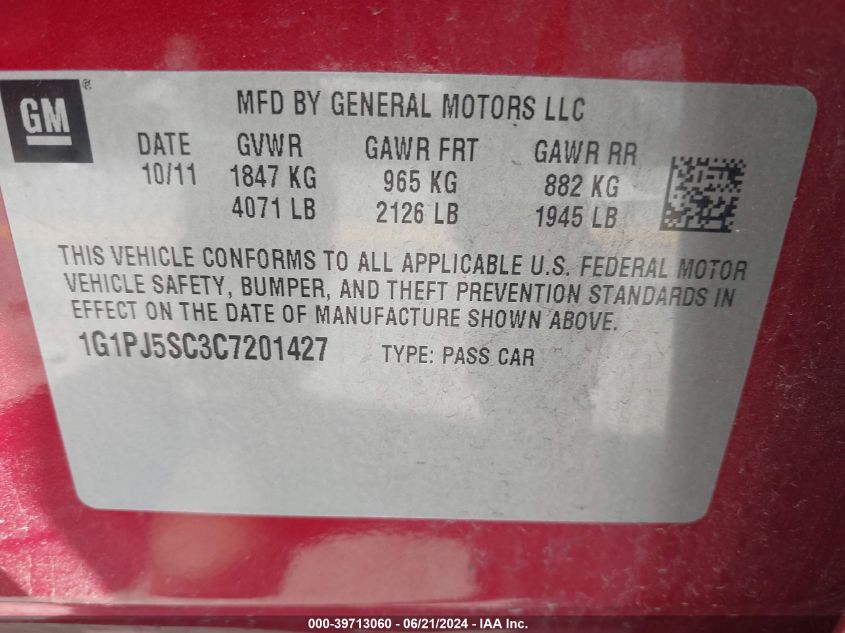 GM ®
MFD BY GENERAL MOTORS LLC
DATE GVWR GAWR FRT GAWR RR
10/11 1847 KG 965 KG 882 KG
4071 LB 2126 LB 1945 LB
THIS VEHICLE CONFORMS TO ALL APPLICABLE U.S. FEDERAL MOTOR
VEHICLE SAFETY, BUMPER, AND THEFT PREVENTION STANDARDS IN
EFFECT ON THE DATE OF MANUFACTURE SHOWN ABOVE.
1G1PJ5SC3C7201427 TYPE: PASS CAR
000-39713060 - 06/21/2024 - IAA Inc.